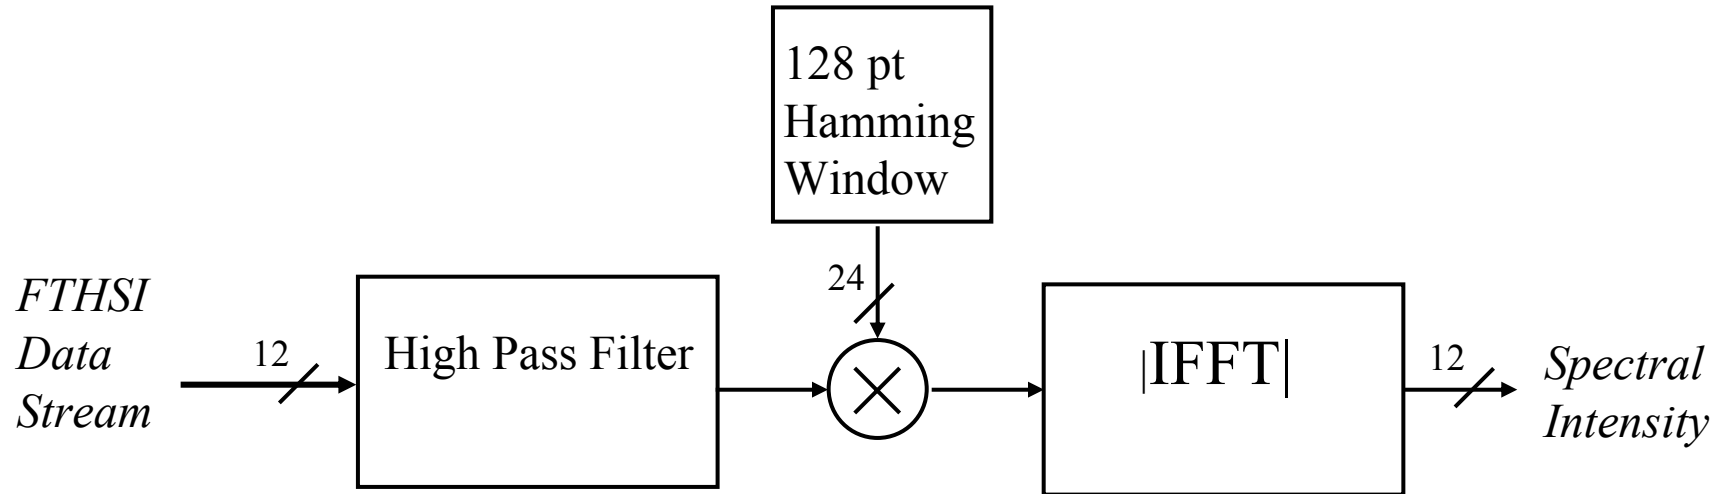 128 pt
Hamming
Window
24
FTHSI
Data
Stream
12
High Pass Filter
|IFFT|
12
Spectral
Intensity